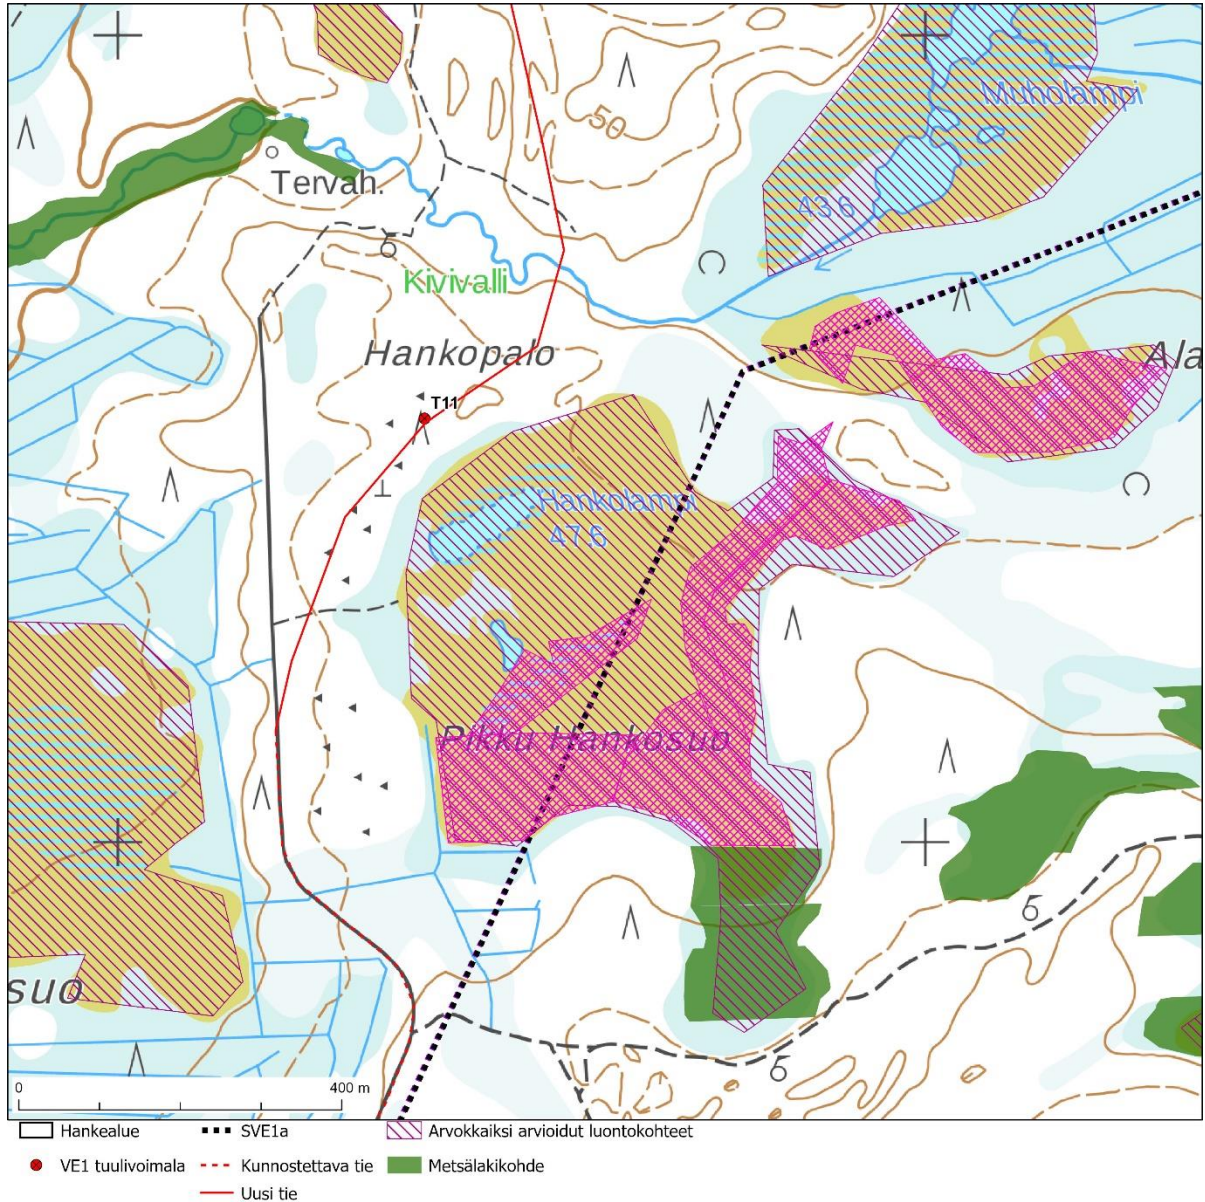 50
Muholampi
Tervah.
43.6
Kivivalli
Hankopalo
Ala
T11
Hankolampi
47.6
Pikku Hankosuo
suo
0 400 m
Hankealue SVE1a Arvokkaiksi arvioidut luontokohteet
VE1 tuulivoimala Kunnostettava tie Metsälakikohde
Uusi tie